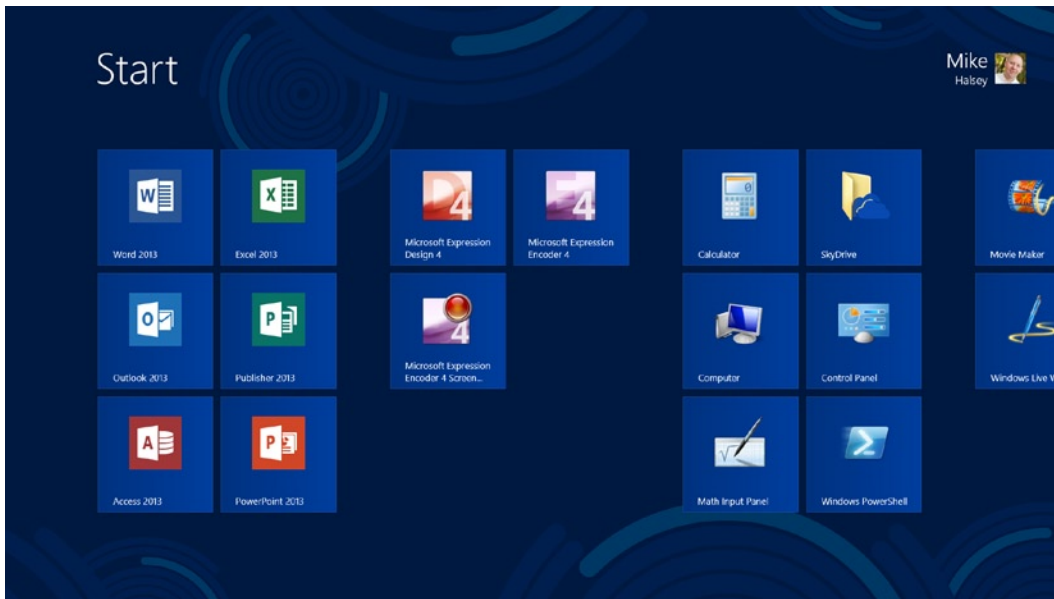 Start
Mike
Halsey
Word 2013
Excel 2013
Microsoft Expression
Design 4
Microsoft Expression
Encoder 4
Calculator
SkyDrive
Movie Maker
Outlook 2013
Publisher 2013
Microsoft Expression
Encoder 4 Screen...
Computer
Control Panel
Windows Live
Access 2013
PowerPoint 2013
Math Input Panel
Windows PowerShell